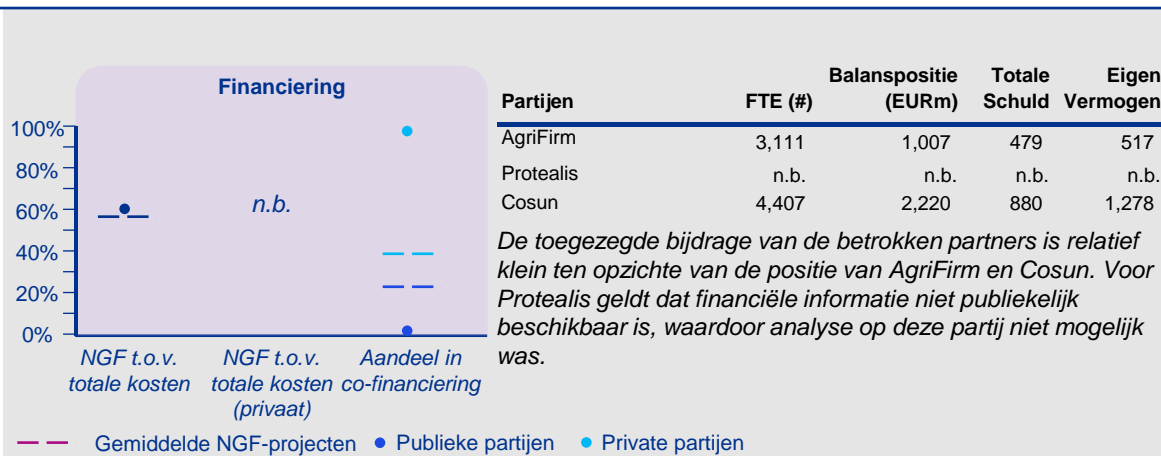 Financiering
100%
80%
60%
40%
20%
0%
n.b.
NGF t.o.v. totale kosten
NGF t.o.v. totale kosten (privaat)
Aandeel in co-financiering
Gemiddelde NGF-projecten Publieke partijen Private partijen
Partijen FTE (#) Balanspositie (EURm) Totale Schuld Eigen Vermogen
AgriFirm 3,111 1,007 479 517
Protealis n.b. n.b. n.b. n.b.
Cosun 4,407 2,220 880 1,278
De toegezegde bijdrage van de betrokken partners is relatief
klein ten opzichte van de positie van AgriFirm en Cosun. Voor
Protealis geldt dat financiële informatie niet publiekelijk
beschikbaar is, waardoor analyse op deze partij niet mogelijk
was.